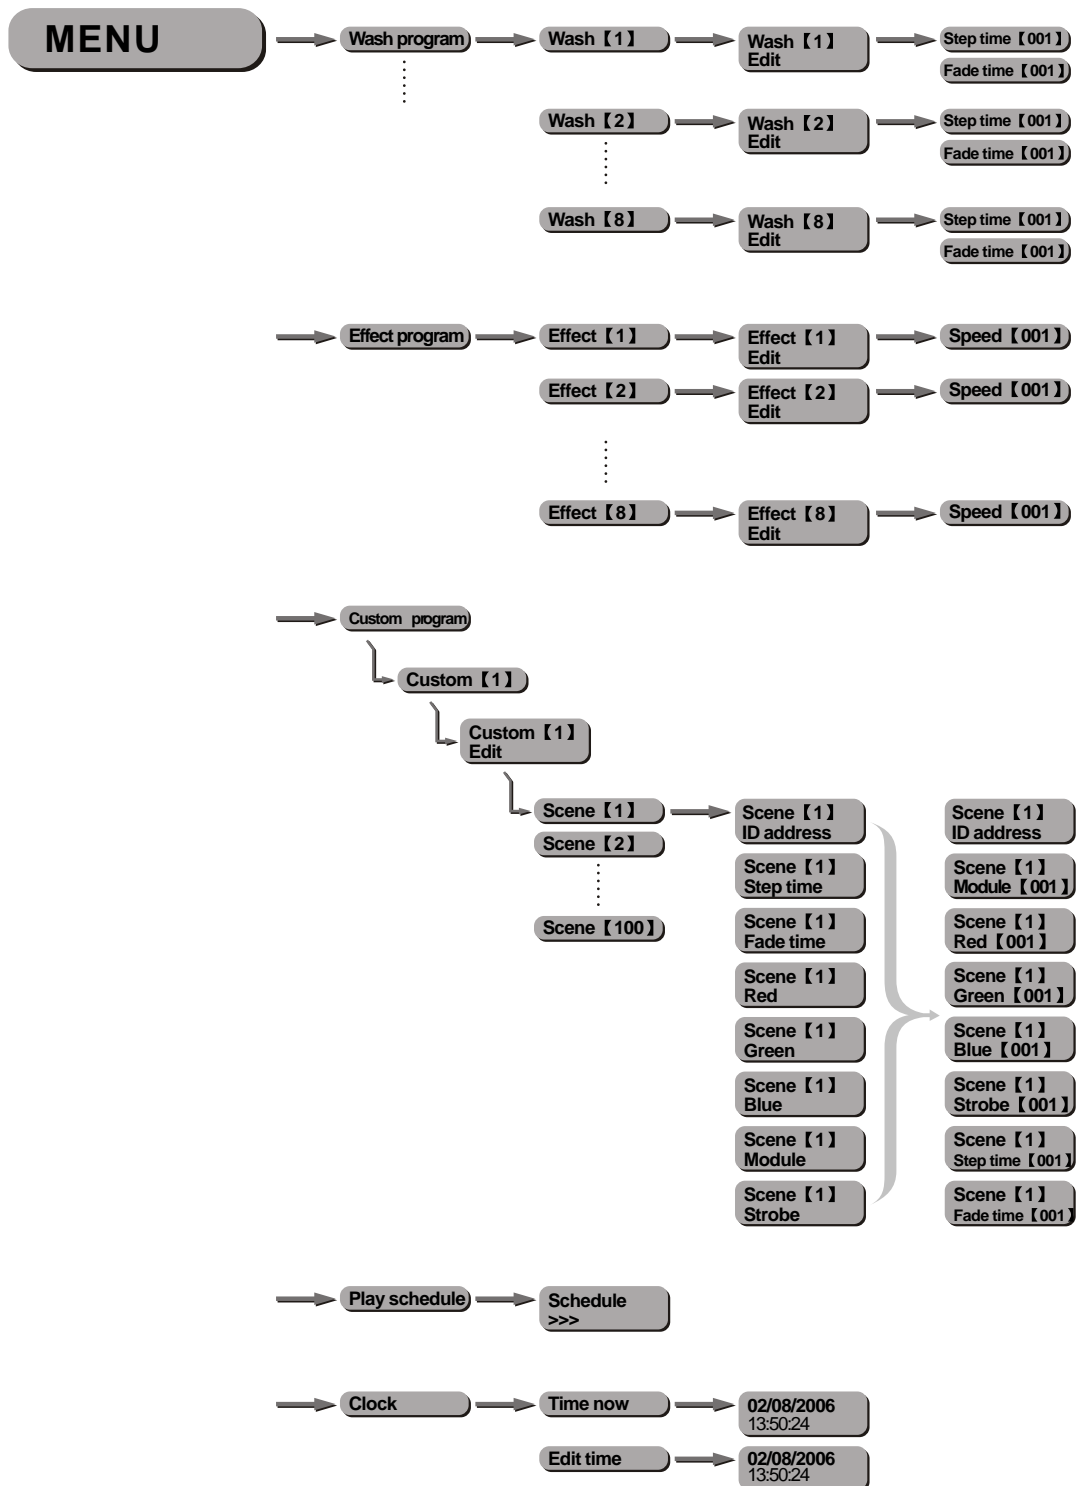 MENU
Wash program
Wash【1】
Wash【1】
Edit
Step time【001】
Fade time【001】
Wash【2】
Wash【2】
Edit
Step time【001】
Fade time【001】
Wash【8】
Wash【8】
Edit
Step time【001】
Fade time【001】
Effect program
Effect【1】
Effect【1】
Edit
Speed【001】
Effect【2】
Effect【2】
Edit
Speed【001】
Effect【8】
Effect【8】
Edit
Speed【001】
Custom program
Custom【1】
Custom【1】
Edit
Scene【1】
Scene【2】
Scene【100】
Scene【1】
ID address
Scene【1】
Step time
Scene【1】
Fade time
Scene【1】
Red
Scene【1】
Green
Scene【1】
Blue
Scene【1】
Module
Scene【1】
Strobe
Scene【1】
ID address
Scene【1】
Module【001】
Scene【1】
Red【001】
Scene【1】
Green【001】
Scene【1】
Blue【001】
Scene【1】
Strobe【001】
Scene【1】
Step time【001】
Scene【1】
Fade time【001】
Play schedule
Schedule
>>>
Clock
Time now
02/08/2006
13:50:24
Edit time
02/08/2006
13:50:24